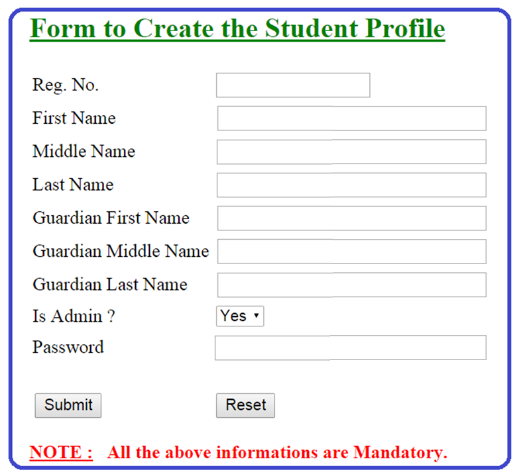 Form to Create the Student Profile
Reg. No.
First Name
Middle Name
Last Name
Guardian First Name
Guardian Middle Name
Guardian Last Name
Is Admin ? Yes
Password
Submit Reset
NOTE : All the above informations are Mandatory.